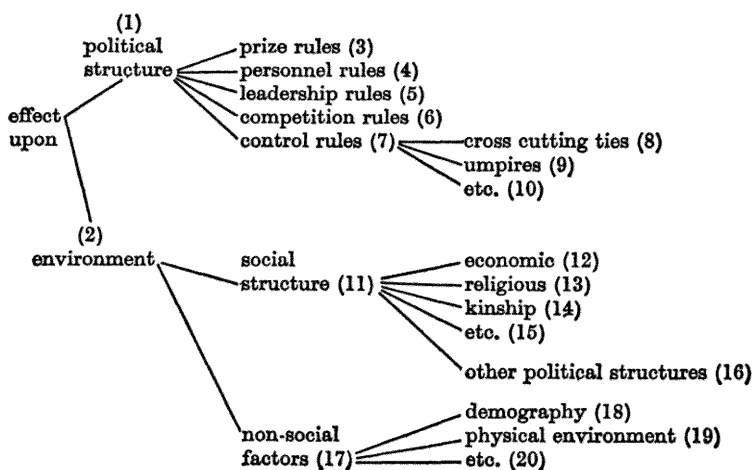 (1)
political
structure
prize rules (3)
personnel rules (4)
leadership rules (5)
competition rules (6)
control rules (7)
cross cutting ties (8)
umpires (9)
etc. (10)
effect
upon
(2)
environment
social
structure (11)
economic (12)
religious (13)
kinship (14)
etc. (15)
other political structures (16)
non-social
factors (17)
demography (18)
physical environment (19)
etc. (20)